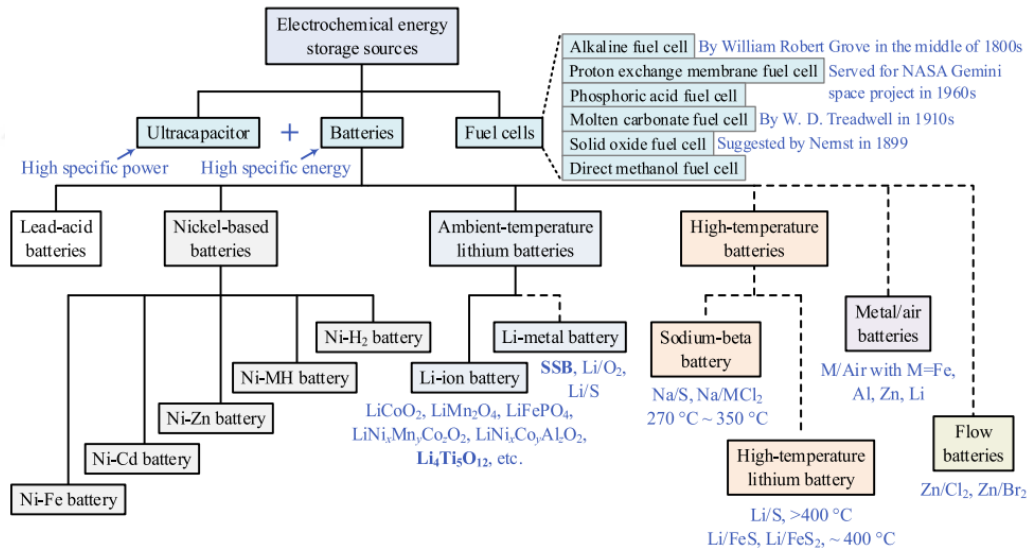 Electrochemical energy
storage sources
Alkaline fuel cell
By William Robert Grove in the middle of 1800s
Proton exchange membrane fuel cell
Served for NASA Gemini
space project in 1960s
Phosphoric acid fuel cell
Molten carbonate fuel cell
By W. D. Treadwell in 1910s
Solid oxide fuel cell
Suggested by Nernst in 1899
Direct methanol fuel cell
Ultracapacitor
+
Batteries
Fuel cells
High specific power
High specific energy
Lead-acid
batteries
Nickel-based
batteries
Ambient-temperature
lithium batteries
High-temperature
batteries
Ni-H₂ battery
Ni-MH battery
Ni-Zn battery
Ni-Cd battery
Ni-Fe battery
Li-metal battery
SSB, Li/O₂,
Li/S
Li-ion battery
LiCoO₂, LiMn₂O₄, LiFePO₄,
LiNiₓMnᵧCo_zO₂, LiNiₓCoᵧAl_zO₂,
Li₄Ti₅O₁₂, etc.
Sodium-beta
battery
Na/S, Na/MCl₂
270 °C ~ 350 °C
High-temperature
lithium battery
Li/S, >400 °C
Li/FeS, Li/FeS₂, ~ 400 °C
Metal/air
batteries
M/Air with M=Fe,
Al, Zn, Li
Flow
batteries
Zn/Cl₂, Zn/Br₂